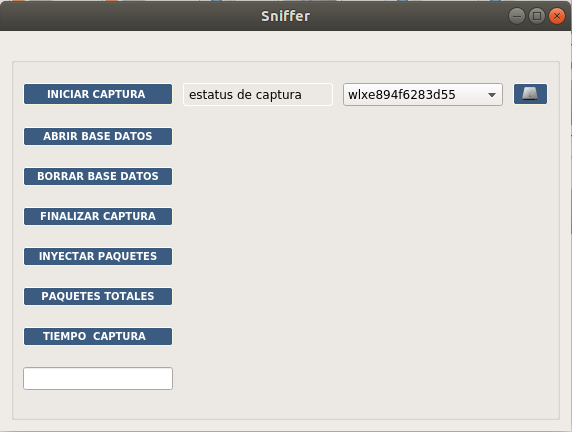 Sniffer
INICIAR CAPTURA
estatus de captura
wlxe894f6283d55
ABRIR BASE DATOS
BORRAR BASE DATOS
FINALIZAR CAPTURA
INYECTAR PAQUETES
PAQUETES TOTALES
TIEMPO CAPTURA